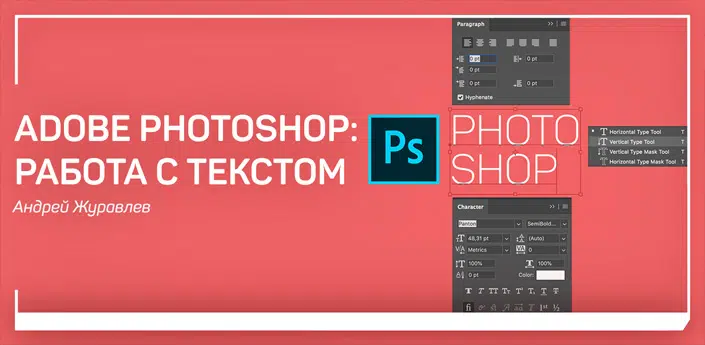 ADOBE PHOTOSHOP:
РАБОТА С ТЕКСТОМ
Андрей Журавлев
Ps
Paragraph
0 pt
0 pt
0 pt
0 pt
0 pt
Hyphenate
PHOTO
SHOP
Horizontal Type Tool T
Vertical Type Tool T
Vertical Type Mask Tool T
Horizontal Type Mask Tool T
Character
Panton SemiBold...
48,31 pt (Auto)
Metrics 0
100% 100%
0 pt Color: